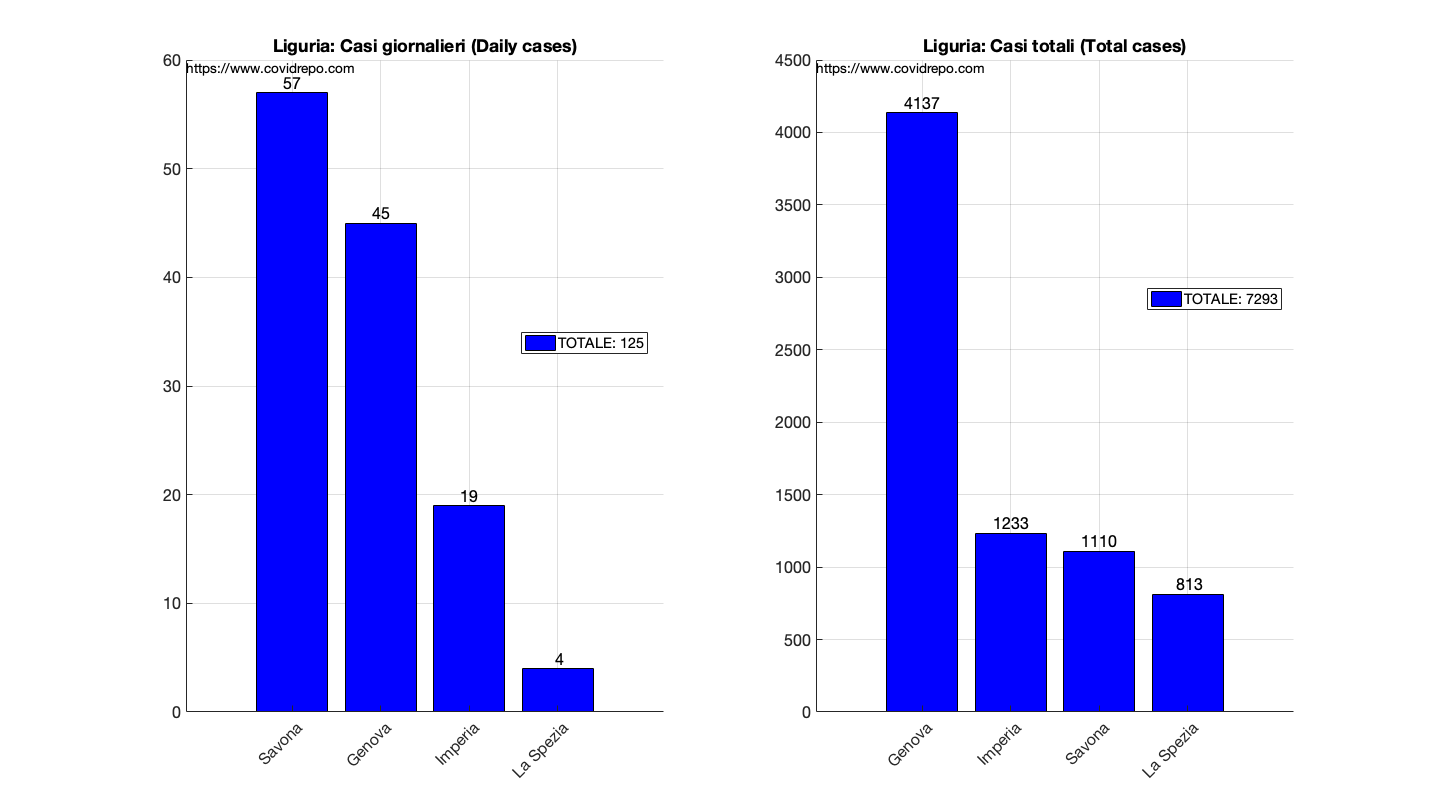 Liguria: Casi giornalieri (Daily cases)
https://www.covidrepo.com
60
50
40
30
20
10
0
57
45
19
4
TOTALE: 125
Savona
Genova
Imperia
La Spezia
Liguria: Casi totali (Total cases)
https://www.covidrepo.com
4500
4000
3500
3000
2500
2000
1500
1000
500
0
4137
1233
1110
813
TOTALE: 7293
Genova
Imperia
Savona
La Spezia